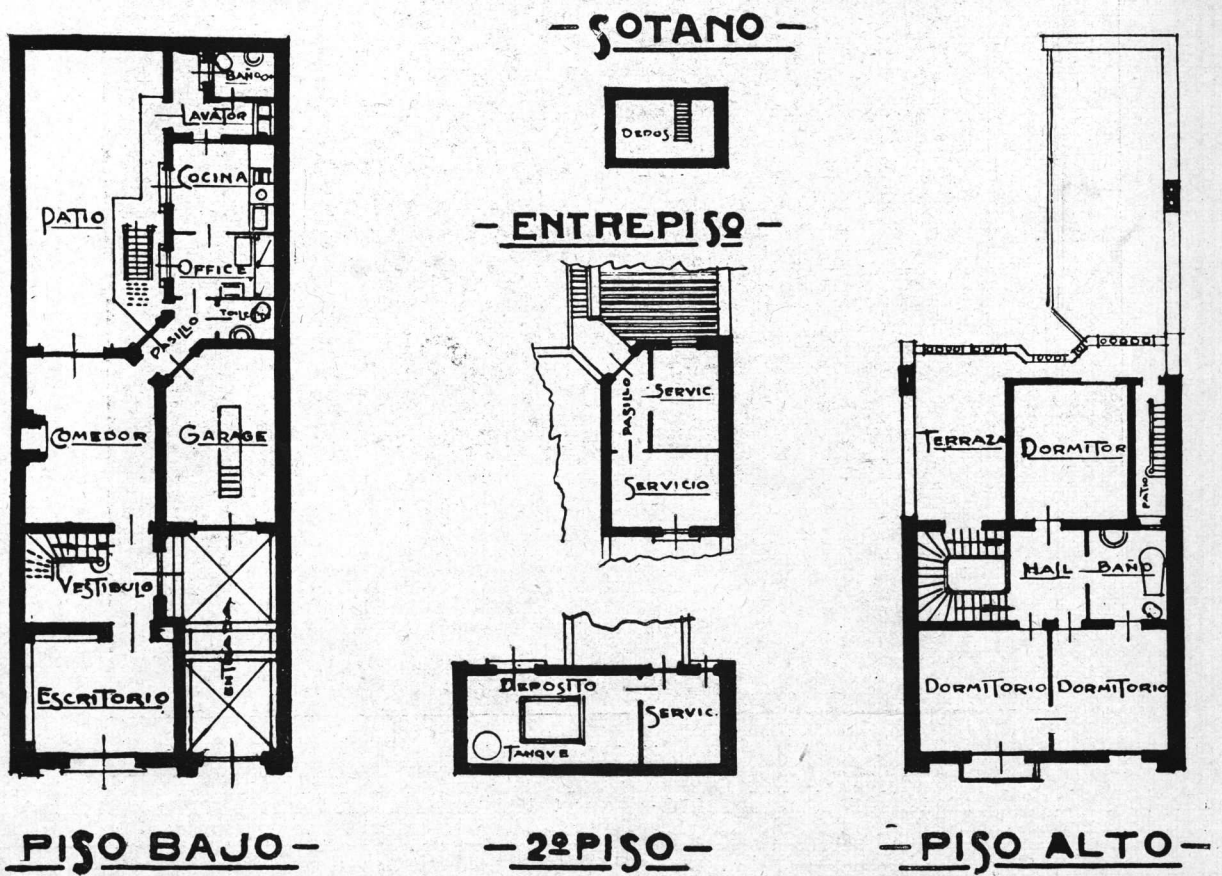 - SOTANO -
DEPOS.
- ENTREPISO -
PASILLO
SERVIC.
SERVICIO
BAÑO
LAVATOR
COCINA
PATIO
OFFICE
TOILET
PASILLO
COMEDOR
GARAGE
VESTIBULO
ENTRADA
ESCRITORIO
PISO BAJO -
DEPOSITO
SERVIC.
TANQUE
- 2º PISO -
TERRAZA
DORMITOR
PATIO
HALL
BAÑO
DORMITORIO
DORMITORIO
- PISO ALTO -